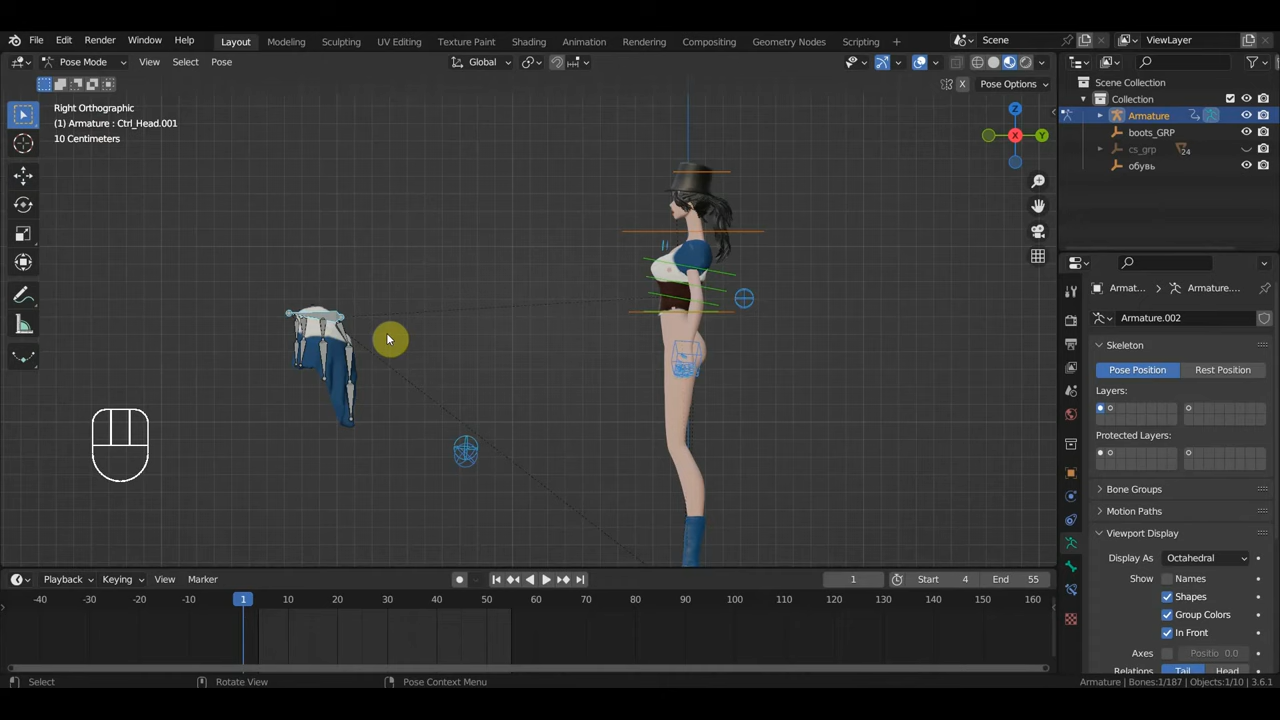 File Edit Render Window Help Layout Modeling Sculpting UV Editing Texture Paint Shading Animation Rendering Compositing Geometry Nodes Scripting + Scene ViewLayer
Pose Mode View Select Pose Global
X Pose Options
Right Orthographic
(1) Armature : Ctrl_Head.001
10 Centimeters
Z
X
Y
Scene Collection
Collection
Armature
boots_GRP
cs_grp 24
обувь
Armat... Armature....
Armature.002
Skeleton
Pose Position Rest Position
Layers:
Protected Layers:
Bone Groups
Motion Paths
Viewport Display
Display As Octahedral
Show Names
Shapes
Group Colors
In Front
Axes Positio 0.0
Relations Tail Head
Playback Keying View Marker 1 Start 4 End 55
-40 -30 -20 -10 1 10 20 30 40 50 60 70 80 90 100 110 120 130 140 150 160
Select Rotate View Pose Context Menu Armature | Bones:1/187 | Objects:1/10 | 3.6.1